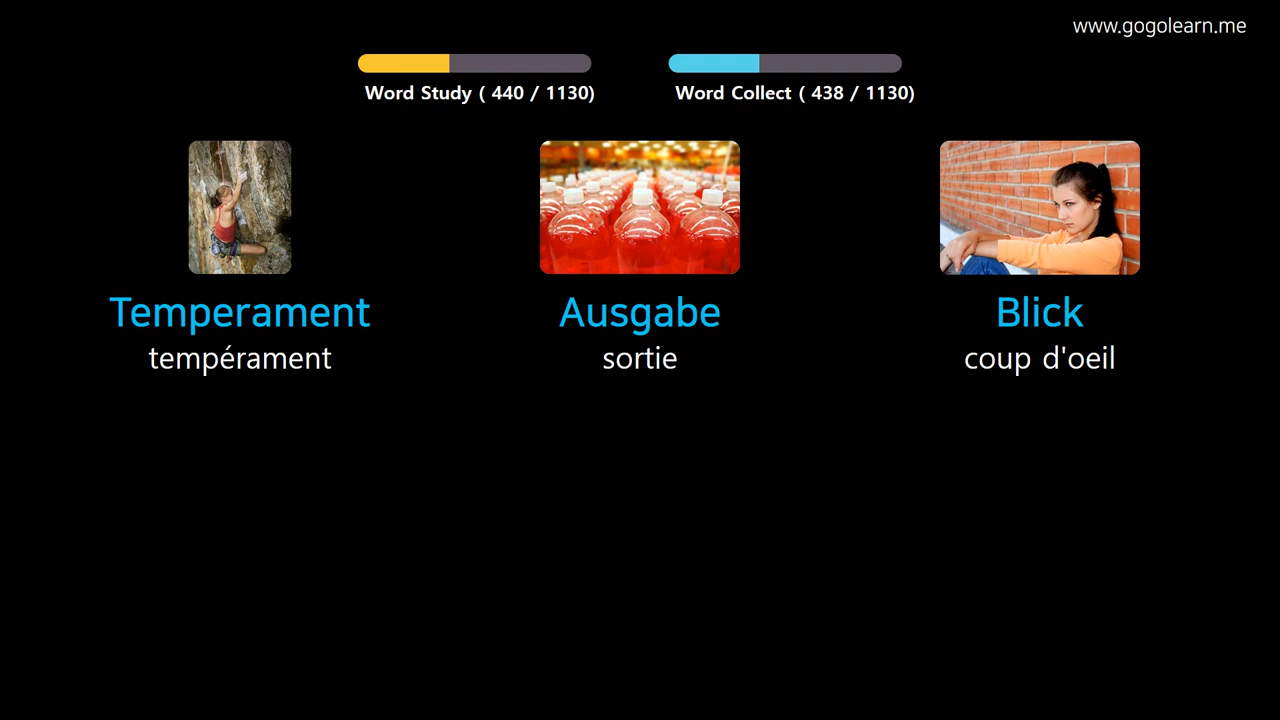 www.gogolearn.me
Word Study ( 440 / 1130)
Word Collect ( 438 / 1130)
Temperament
Ausgabe
Blick
tempérament
sortie
coup d'oeil